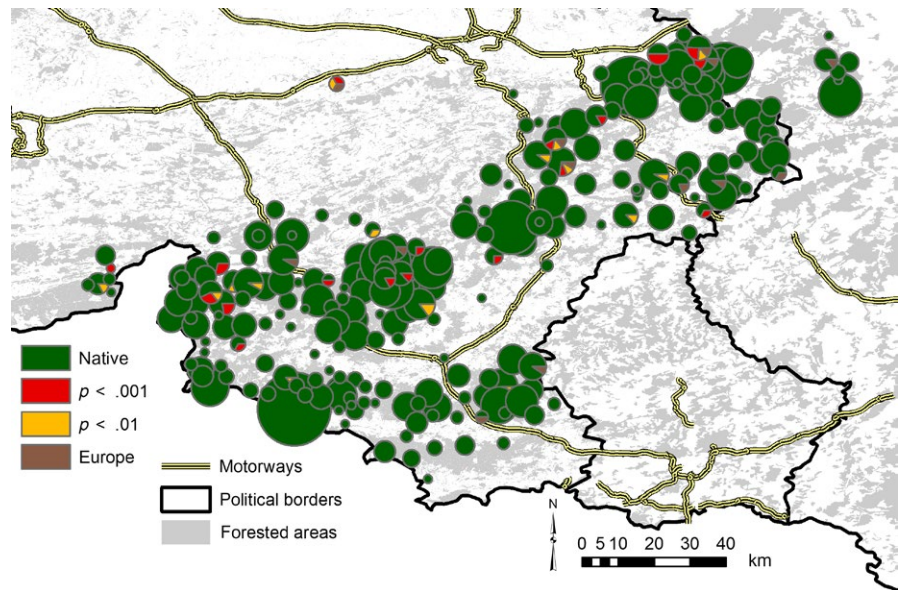 Native
p < .001
p < .01
Europe
Motorways
Political borders
Forested areas
N
0 5 10 20 30 40
km